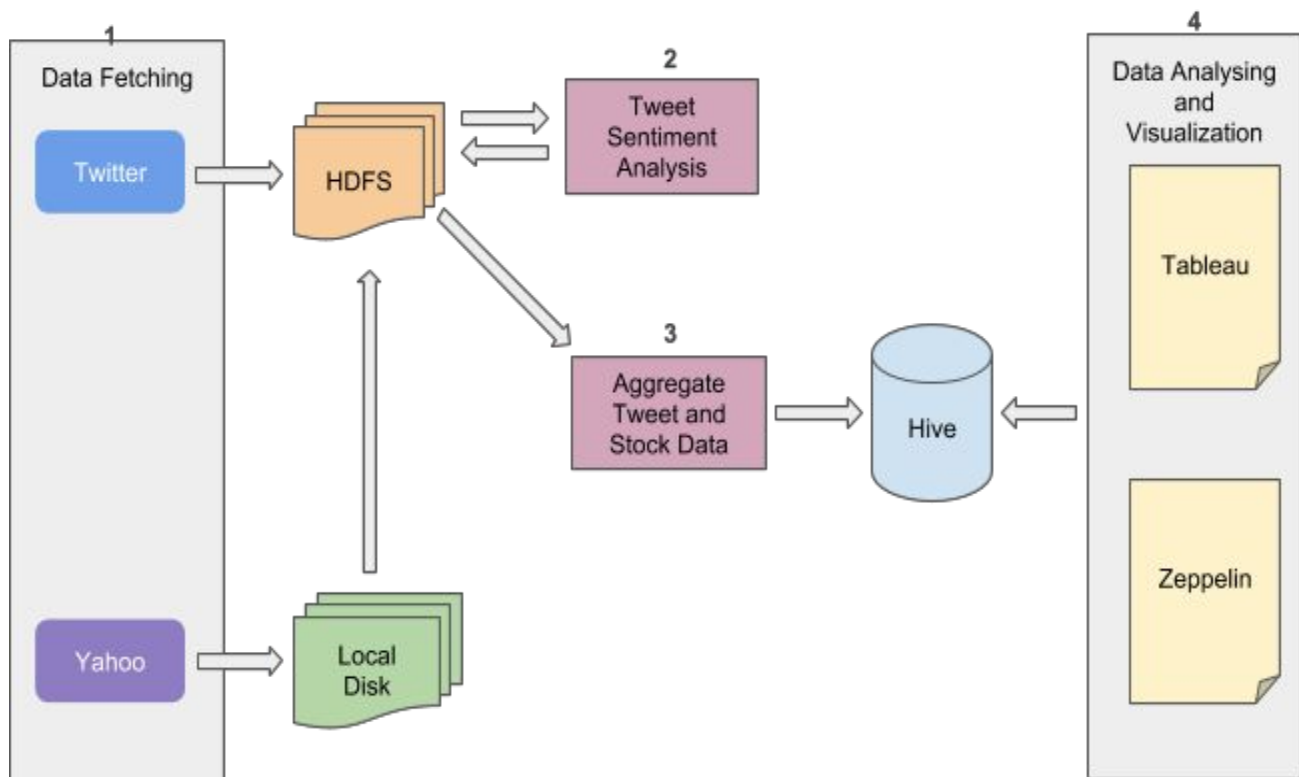 1
Data Fetching
Twitter
Yahoo
HDFS
Local
Disk
2
Tweet
Sentiment
Analysis
3
Aggregate
Tweet and
Stock Data
Hive
4
Data Analysing
and
Visualization
Tableau
Zeppelin